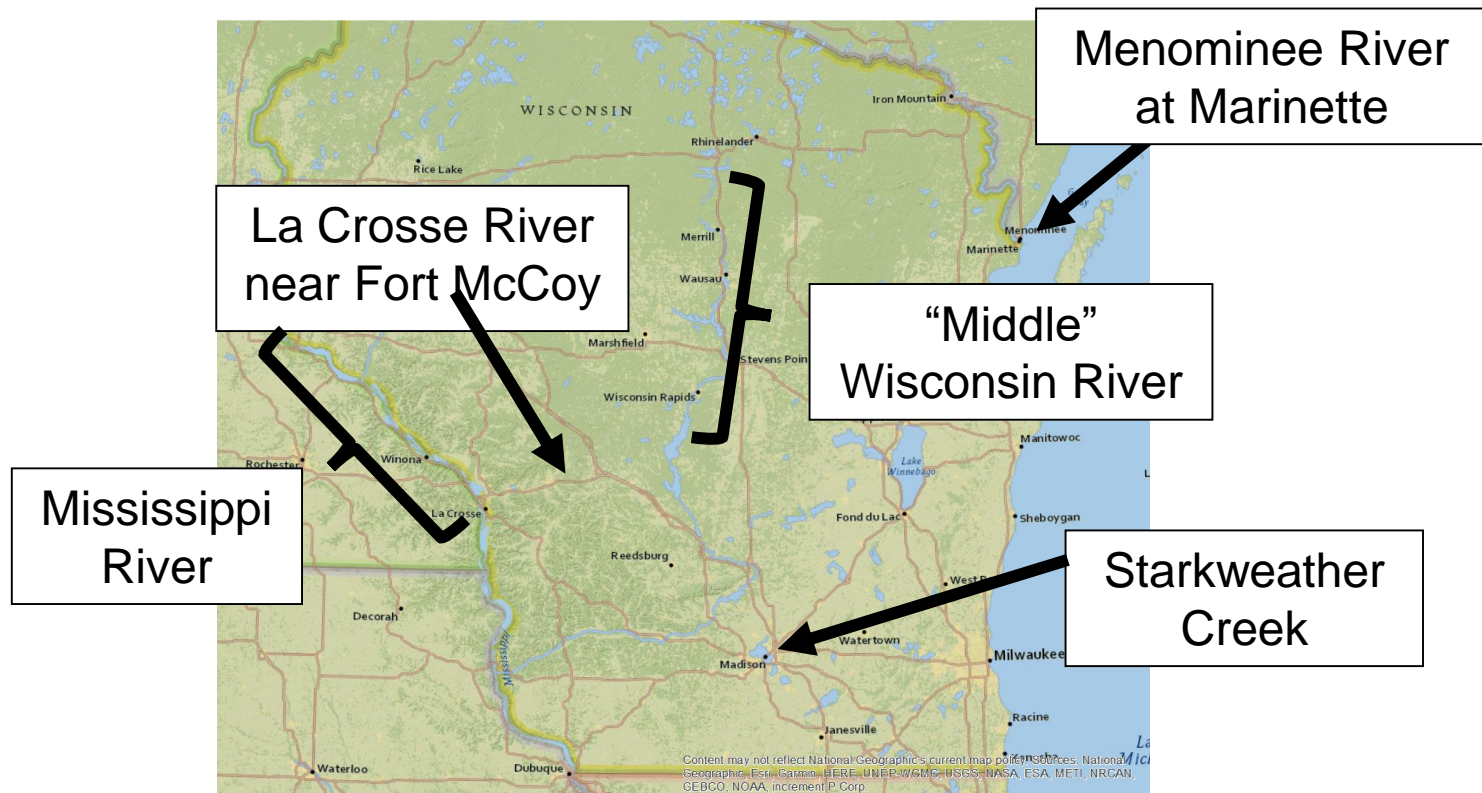 Menominee River
at Marinette
Iron Mountain
WISCONSIN
Rhinelander
Rice Lake
La Crosse River
near Fort McCoy
Merrill
Menominee
Marinette
Wausau
“Middle”
Wisconsin River
Marshfield
Stevens Poin
Wisconsin Rapids
Manitowoc
Rochester
Winona
Lake
Winnebago
L
Mississippi
River
La Crosse
Fond du Lac
Sheboygan
Reedsburg
Starkweather
Creek
West
Decorah
Watertown
Mississippi
Madison
Milwaukee
Racine
Janesville
La
Mic
Kenosha
Waterloo
Dubuque
Content may not reflect National Geographic's current map policy. Sources: National
Geographic, Esri, Garmin, HERE, UNEP-WCMC, USGS, NASA, ESA, METI, NRCAN,
GEBCO, NOAA, increment P Corp.